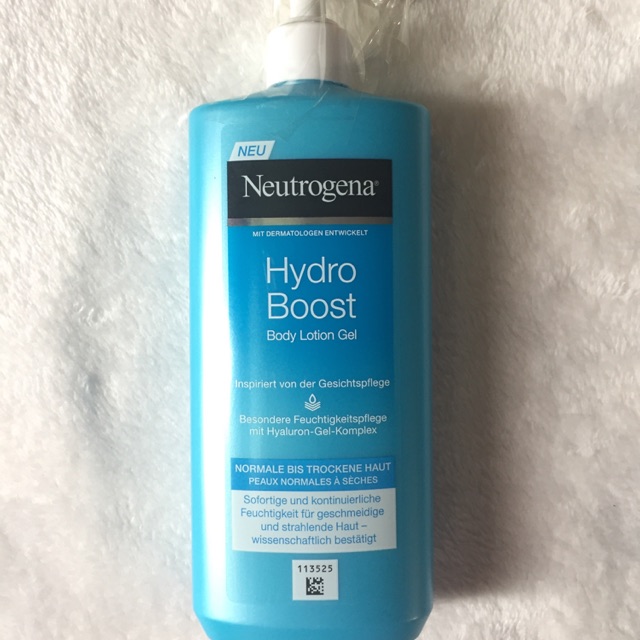 NEU
Neutrogena®
MIT DERMATOLOGEN ENTWICKELT
Hydro
Boost
Body Lotion Gel
Inspiriert von der Gesichtspflege
Besondere Feuchtigkeitspflege
mit Hyaluron-Gel-Komplex
NORMALE BIS TROCKENE HAUT
PEAUX NORMALES À SÈCHES
Sofortige und kontinuierliche
Feuchtigkeit für geschmeidige
und strahlende Haut –
wissenschaftlich bestätigt
113525